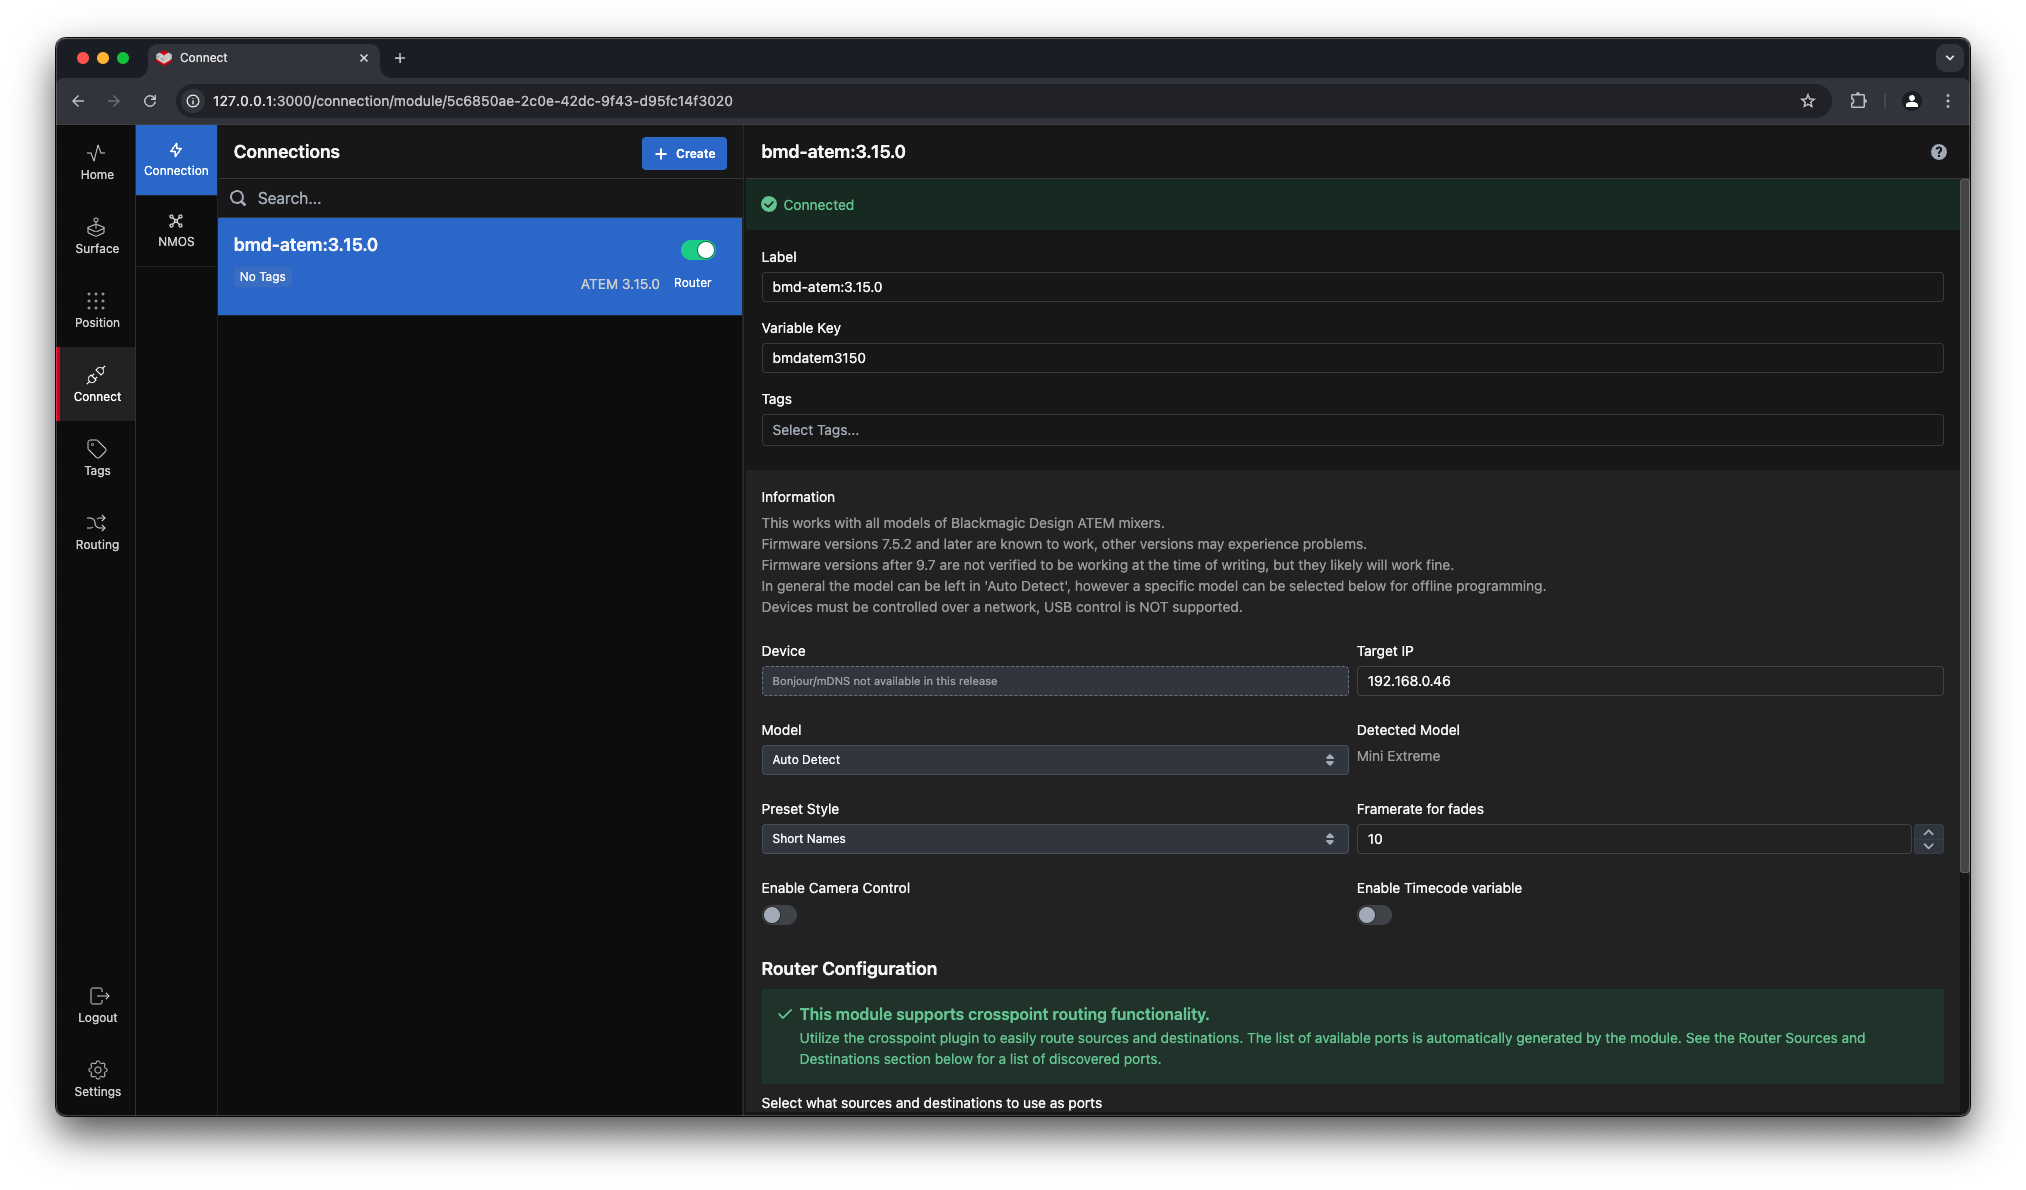 Connect
127.0.0.1:3000/connection/module/5c6850ae-2c0e-42dc-9f43-d95fc14f3020
Home
Surface
Position
Connect
Tags
Routing
Logout
Settings
Connection
NMOS
Connections
Create
Search...
bmd-atem:3.15.0
No Tags
ATEM 3.15.0
Router
bmd-atem:3.15.0
Connected
Label
bmd-atem:3.15.0
Variable Key
bmdatem3150
Tags
Select Tags...
Information
This works with all models of Blackmagic Design ATEM mixers.
Firmware versions 7.5.2 and later are known to work, other versions may experience problems.
Firmware versions after 9.7 are not verified to be working at the time of writing, but they likely will work fine.
In general the model can be left in 'Auto Detect', however a specific model can be selected below for offline programming.
Devices must be controlled over a network, USB control is NOT supported.
Device
Bonjour/mDNS not available in this release
Target IP
192.168.0.46
Model
Auto Detect
Detected Model
Mini Extreme
Preset Style
Short Names
Framerate for fades
10
Enable Camera Control
Enable Timecode variable
Router Configuration
This module supports crosspoint routing functionality.
Utilize the crosspoint plugin to easily route sources and destinations. The list of available ports is automatically generated by the module. See the Router Sources and
Destinations section below for a list of discovered ports.
Select what sources and destinations to use as ports